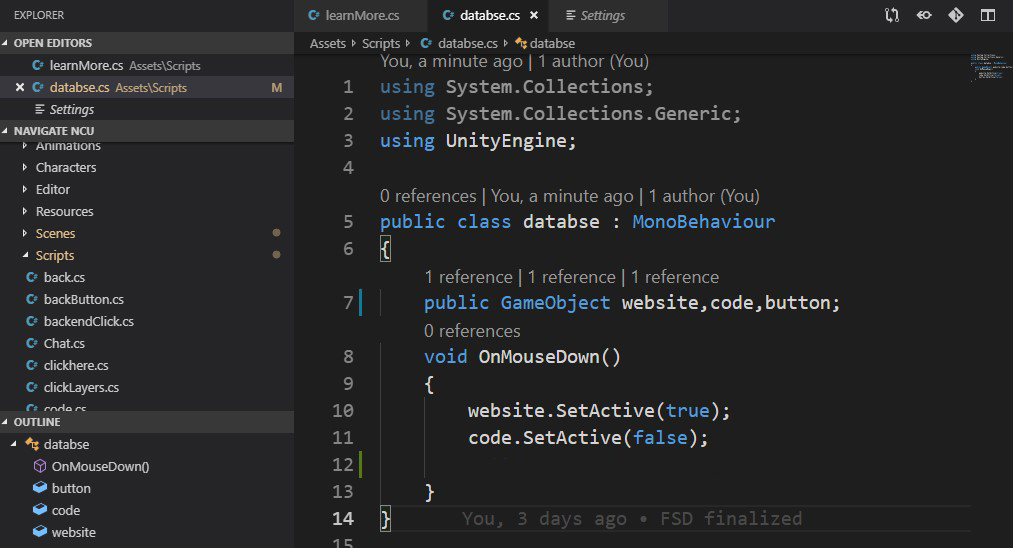 EXPLORER
OPEN EDITORS
learnMore.cs Assets\Scripts
databse.cs Assets\Scripts M
Settings
NAVIGATE NCU
Animations
Characters
Editor
Resources
Scenes
Scripts
back.cs
backButton.cs
backendClick.cs
Chat.cs
clickhere.cs
clickLayers.cs
code.cs
OUTLINE
databse
OnMouseDown()
button
code
website
learnMore.cs databse.cs Settings
Assets Scripts databse.cs databse
You, a minute ago | 1 author (You)
1 using System.Collections;
2 using System.Collections.Generic;
3 using UnityEngine;
4
0 references | You, a minute ago | 1 author (You)
5 public class databse : MonoBehaviour
6 {
1 reference | 1 reference | 1 reference
7 public GameObject website,code,button;
0 references
8 void OnMouseDown()
9 {
10 website.SetActive(true);
11 code.SetActive(false);
12
13 }
14 } You, 3 days ago • FSD finalized
15